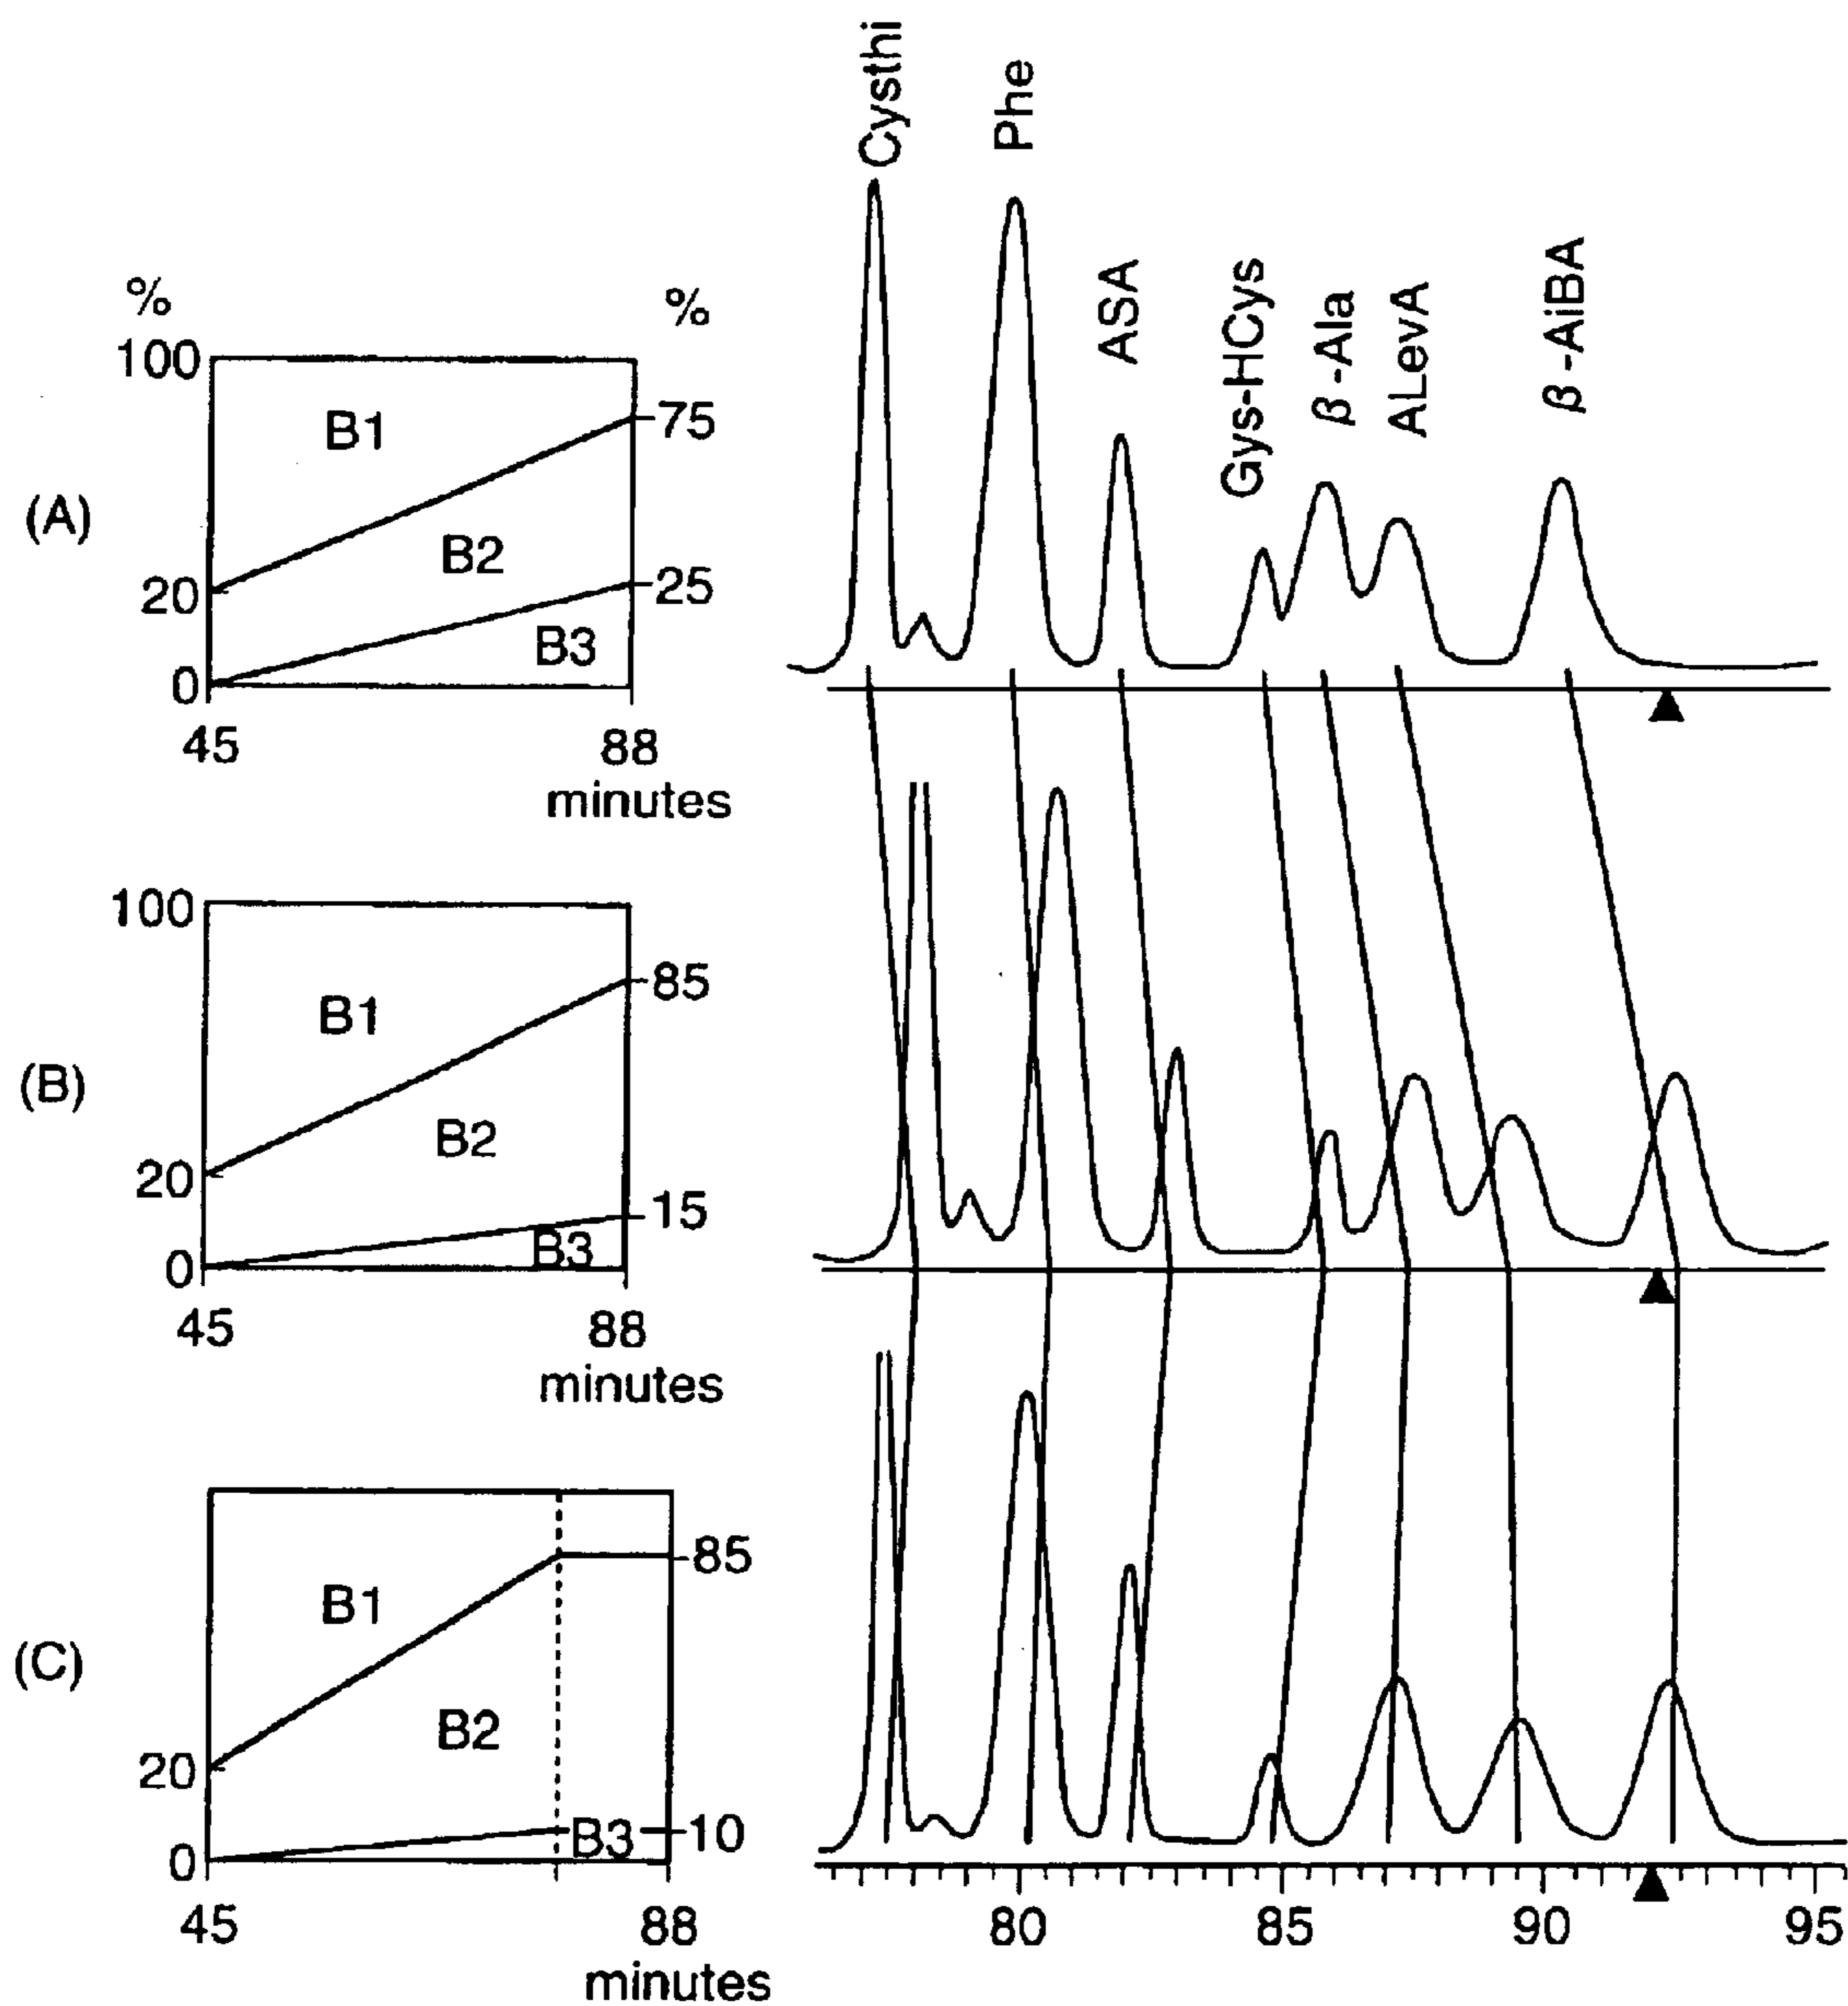 Cysthi
Phe
ASA
Gys-HCys
β-Ala
ALevA
β-AiBA
(A)
% %
100
B1
75
B2
20
25
B3
0
45 88
minutes
(B)
100
B1
85
B2
20
15
B3
0
45 88
minutes
(C)
B1
85
B2
20
B3
10
0
45 88
minutes
80 85 90 95